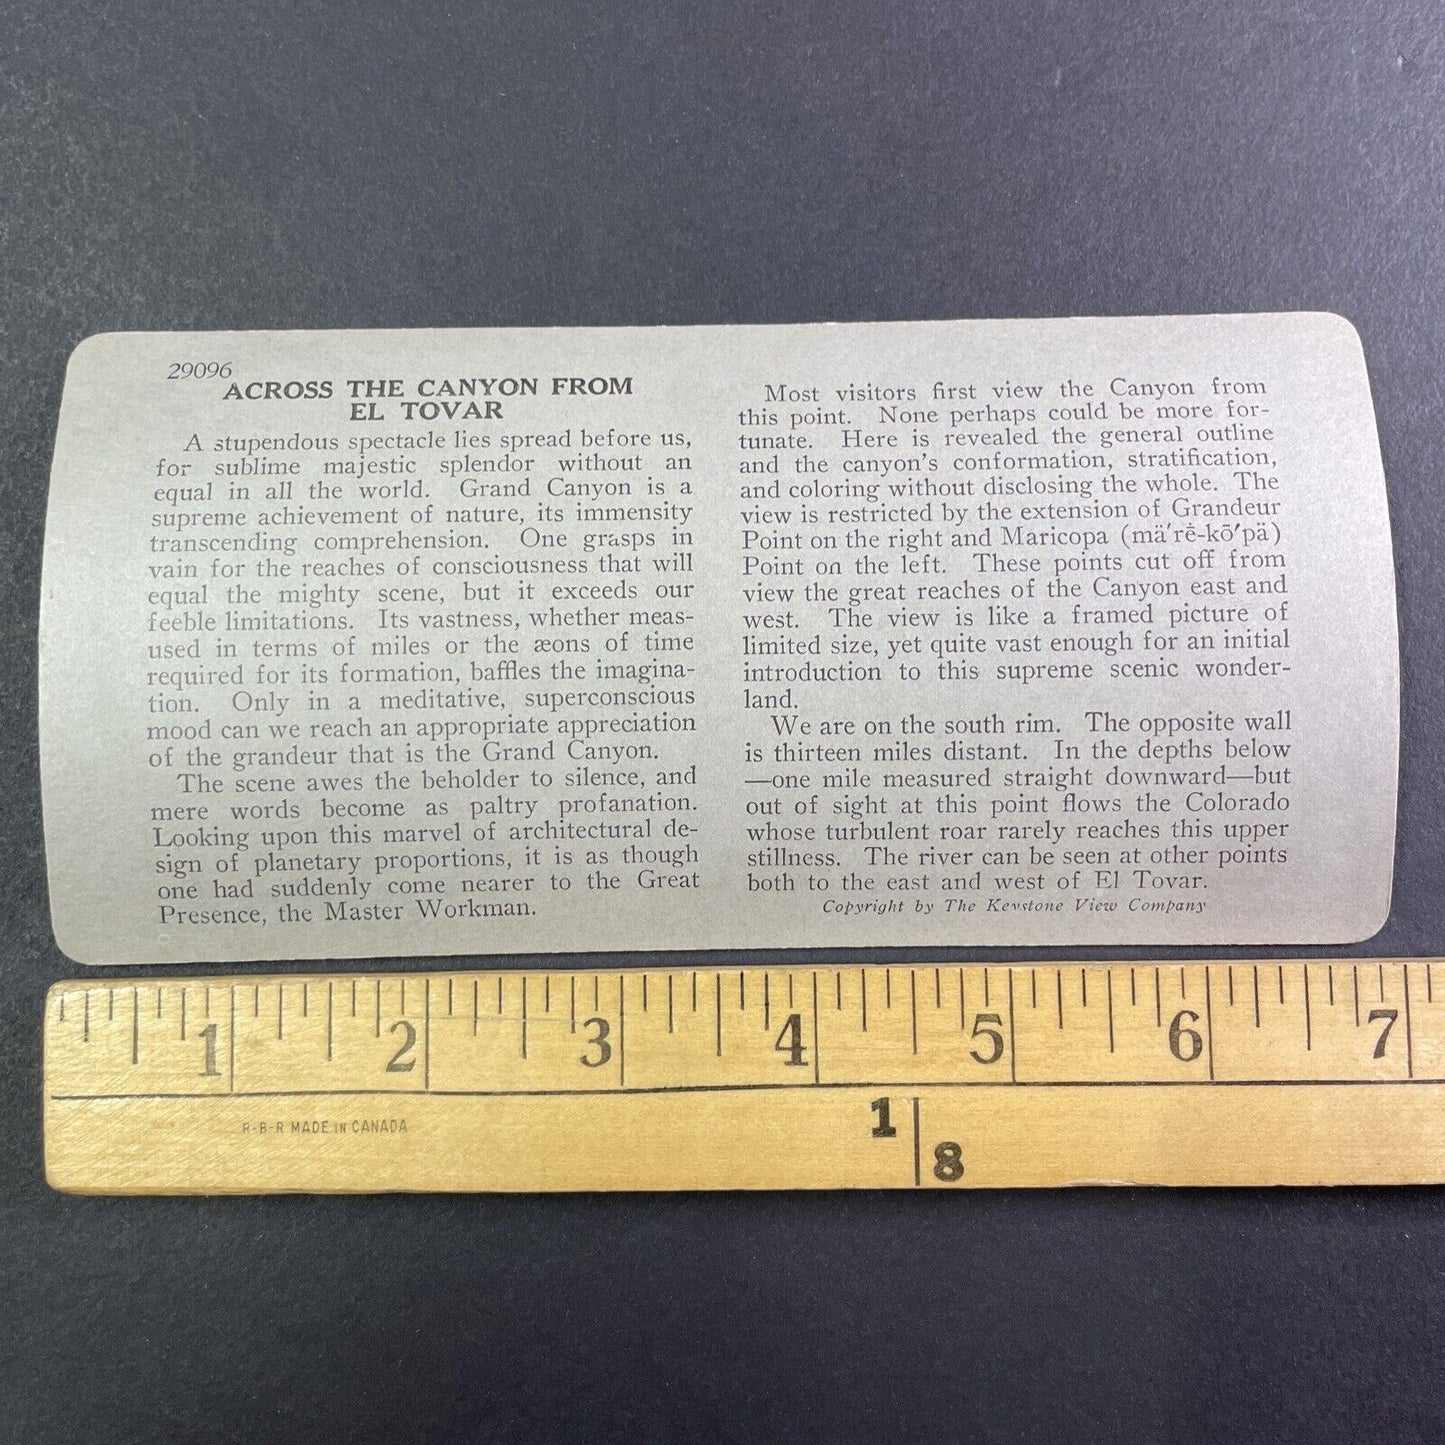 29096
ACROSS THE CANYON FROM
EL TOVAR
A stupendous spectacle lies spread before us,
for sublime majestic splendor without an
equal in all the world. Grand Canyon is a
supreme achievement of nature, its immensity
transcending comprehension. One grasps in
vain for the reaches of consciousness that will
equal the mighty scene, but it exceeds our
feeble limitations. Its vastness, whether meas-
used in terms of miles or the æons of time
required for its formation, baffles the imagina-
tion. Only in a meditative, superconscious
mood can we reach an appropriate appreciation
of the grandeur that is the Grand Canyon.
The scene awes the beholder to silence, and
mere words become as paltry profanation.
Looking upon this marvel of architectural de-
sign of planetary proportions, it is as though
one had suddenly come nearer to the Great
Presence, the Master Workman.
Most visitors first view the Canyon from
this point. None perhaps could be more for-
tunate. Here is revealed the general outline
and the canyon's conformation, stratification,
and coloring without disclosing the whole. The
view is restricted by the extension of Grandeur
Point on the right and Maricopa (mä′rē̇-kō′pä)
Point on the left. These points cut off from
view the great reaches of the Canyon east and
west. The view is like a framed picture of
limited size, yet quite vast enough for an initial
introduction to this supreme scenic wonder-
land.
We are on the south rim. The opposite wall
is thirteen miles distant. In the depths below
—one mile measured straight downward—but
out of sight at this point flows the Colorado
whose turbulent roar rarely reaches this upper
stillness. The river can be seen at other points
both to the east and west of El Tovar.
Copyright by The Keystone View Company
1 2 3 4 5 6 7
R-B-R MADE IN CANADA
1
8